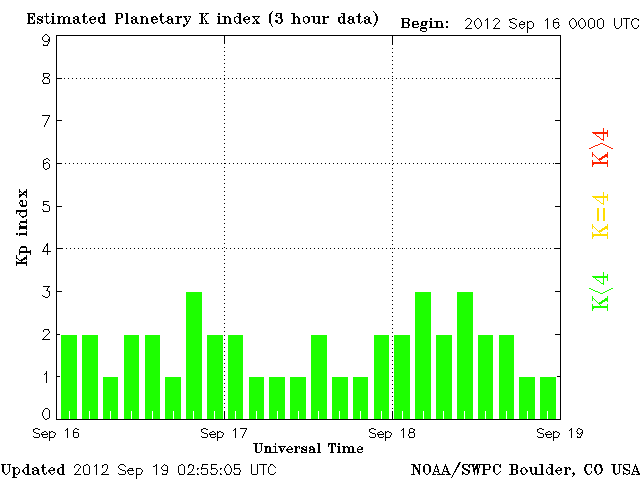 Estimated Planetary K index (3 hour data)
Begin: 2012 Sep 16 0000 UTC
9
8
7
6
5
4
3
2
1
0
Kp index
K>4
K=4
K<4
Sep 16
Sep 17
Sep 18
Sep 19
Universal Time
Updated 2012 Sep 19 02:55:05 UTC
NOAA/SWPC Boulder, CO USA